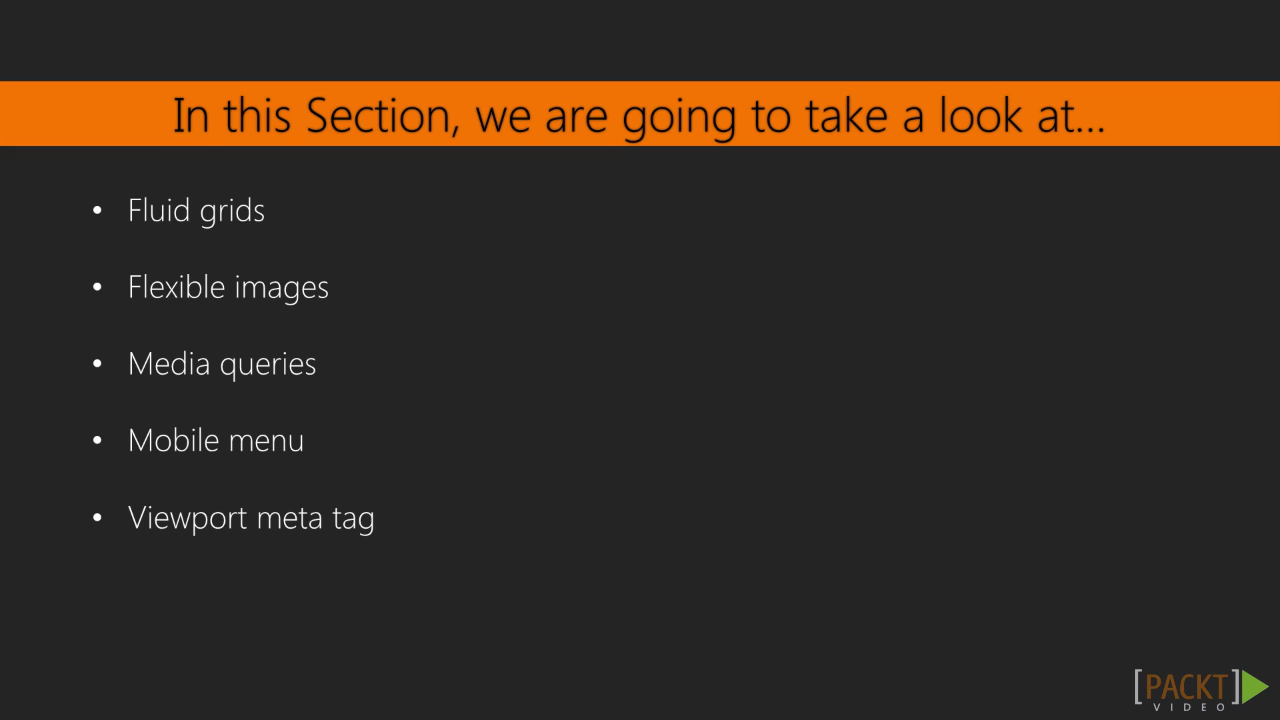 In this Section, we are going to take a look at...
• Fluid grids
• Flexible images
• Media queries
• Mobile menu
• Viewport meta tag
[PACKT]
VIDEO